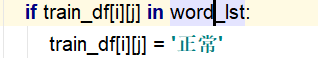 if train_df[i][j] in word_lst:
train_df[i][j] = '正常'